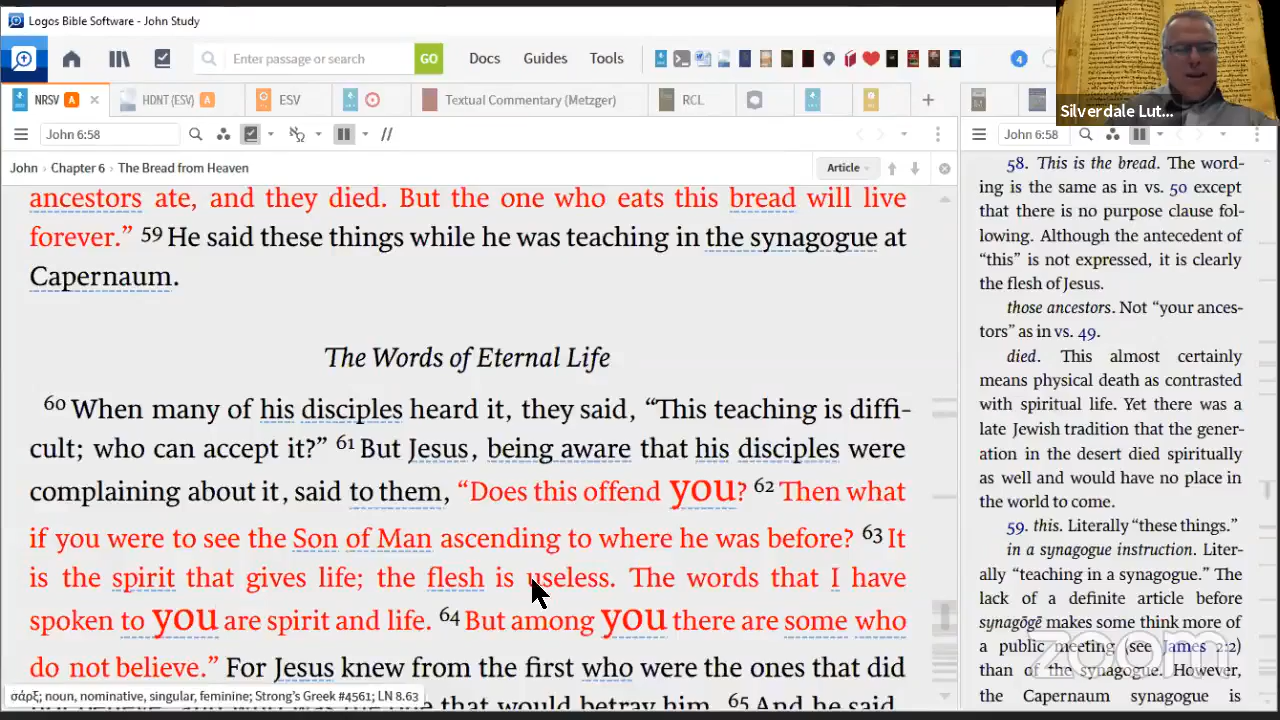 Logos Bible Software - John Study
Enter passage or search GO Docs Guides Tools 4
Silverdale Lut...
NRSV A HDNT (ESV) A ESV Textual Commentary (Metzger) RCL
John 6:58
John › Chapter 6 › The Bread from Heaven Article
ancestors ate, and they died. But the one who eats this bread will live
forever.” 59 He said these things while he was teaching in the synagogue at
Capernaum.
The Words of Eternal Life
60 When many of his disciples heard it, they said, “This teaching is diffi-
cult; who can accept it?” 61 But Jesus, being aware that his disciples were
complaining about it, said to them, “Does this offend you? 62 Then what
if you were to see the Son of Man ascending to where he was before? 63 It
is the spirit that gives life; the flesh is useless. The words that I have
spoken to you are spirit and life. 64 But among you there are some who
do not believe.” For Jesus knew from the first who were the ones that did
that would betray him. 65 And he said,
σάρξ; noun, nominative, singular, feminine; Strong's Greek #4561; LN 8.63
John 6:58
58. This is the bread. The word-
ing is the same as in vs. 50 except
that there is no purpose clause fol-
lowing. Although the antecedent of
“this” is not expressed, it is clearly
the flesh of Jesus.
those ancestors. Not “your ances-
tors” as in vs. 49.
died. This almost certainly
means physical death as contrasted
with spiritual life. Yet there was a
late Jewish tradition that the gener-
ation in the desert died spiritually
as well and would have no place in
the world to come.
59. this. Literally “these things.”
in a synagogue instruction. Liter-
ally “teaching in a synagogue.” The
lack of a definite article before
synagōgē makes some think more of
a public meeting (see James 2:2)
than of the synagogue. However,
the Capernaum synagogue is
zoom